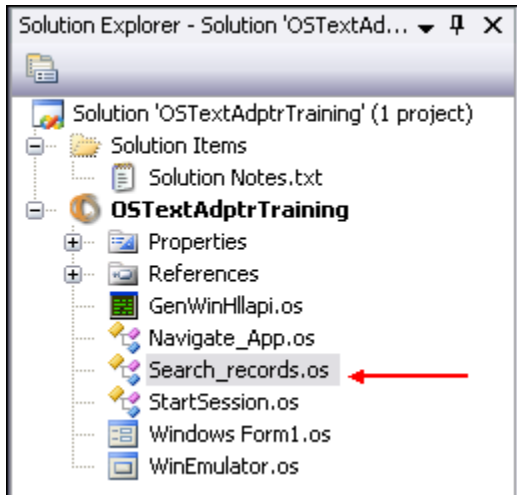 Solution Explorer - Solution 'OSTextAd...
Solution 'OSTextAdptrTraining' (1 project)
Solution Items
Solution Notes.txt
OSTextAdptrTraining
Properties
References
GenWinHllapi.os
Navigate_App.os
Search_records.os
StartSession.os
Windows Form1.os
WinEmulator.os